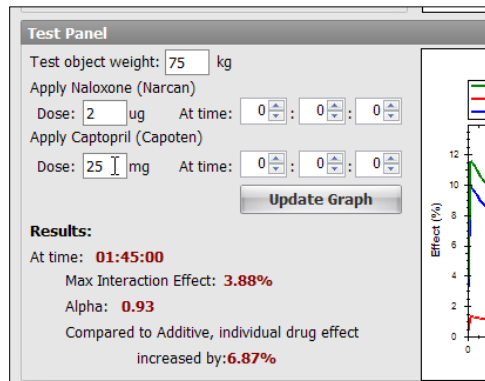 Test Panel
Test object weight: 75 kg
Apply Naloxone (Narcan)
Dose: 2 ug At time: 0 : 0 : 0
Apply Captopril (Capoten)
Dose: 25 mg At time: 0 : 0 : 0
Update Graph
Results:
At time: 01:45:00
Max Interaction Effect: 3.88%
Alpha: 0.93
Compared to Additive, individual drug effect
increased by:6.87%
Effect (%)
12
10
8
6
4
2
0
0